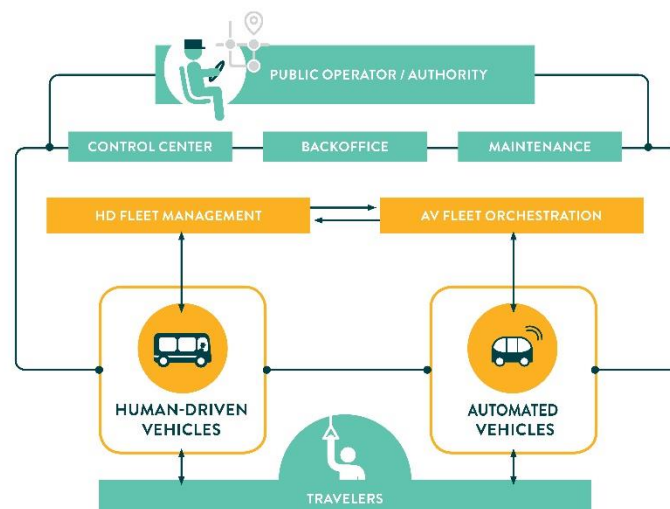 PUBLIC OPERATOR / AUTHORITY
CONTROL CENTER
BACKOFFICE
MAINTENANCE
HD FLEET MANAGEMENT
AV FLEET ORCHESTRATION
HUMAN-DRIVEN
VEHICLES
AUTOMATED
VEHICLES
TRAVELERS